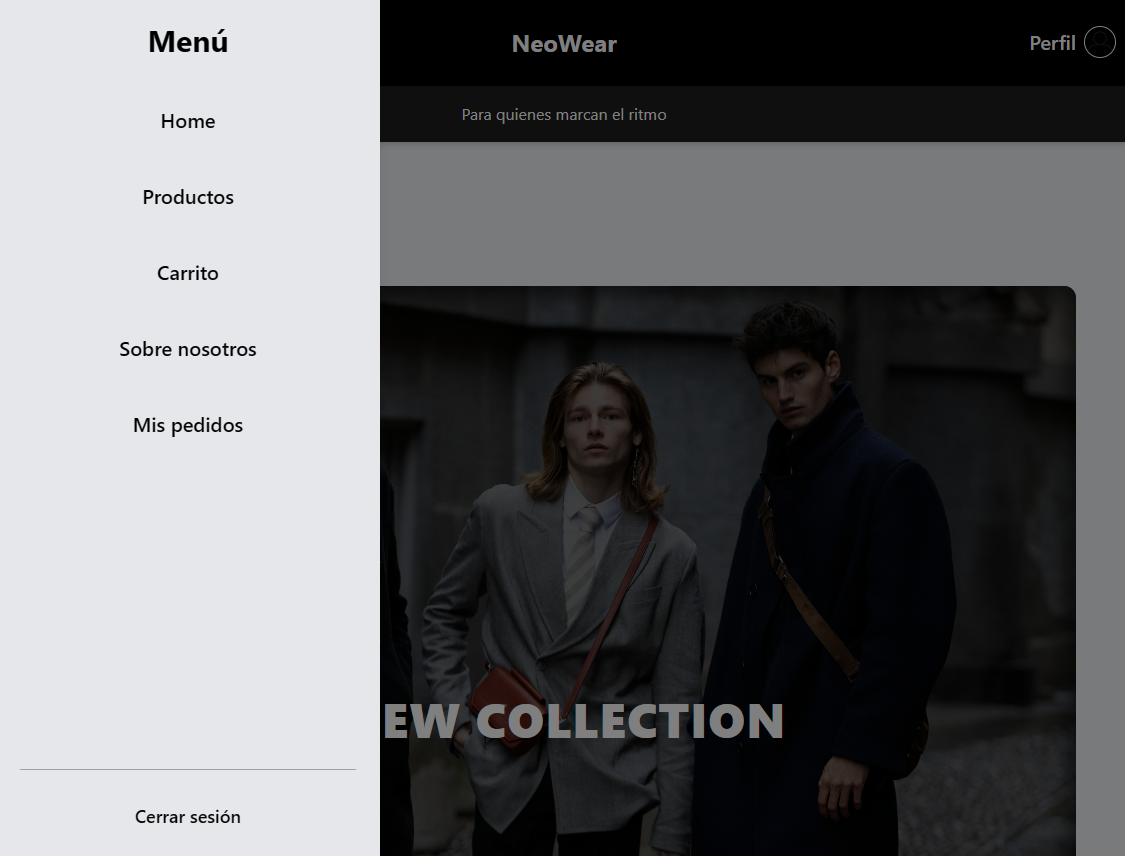 Menú
Home
Productos
Carrito
Sobre nosotros
Mis pedidos
Cerrar sesión
NeoWear
Perfil
Para quienes marcan el ritmo
EW COLLECTION